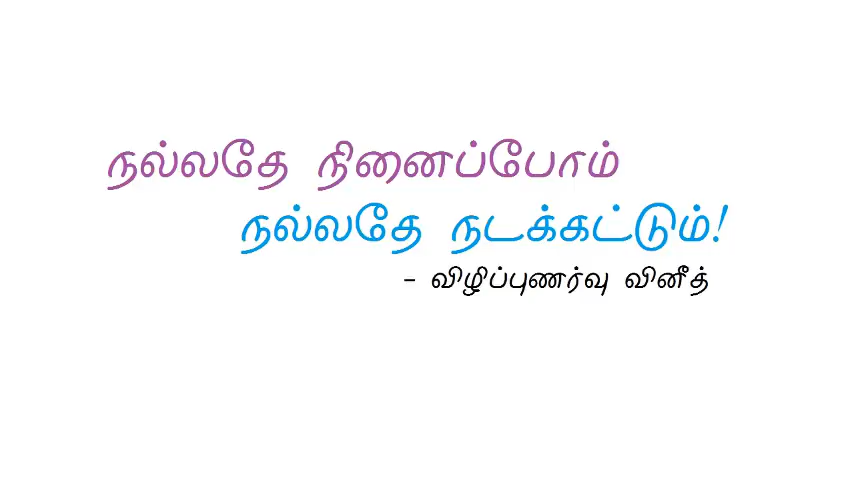 நல்லதே நினைப்போம்
நல்லதே நடக்கட்டும்!
- விழிப்புணர்வு வினீத்